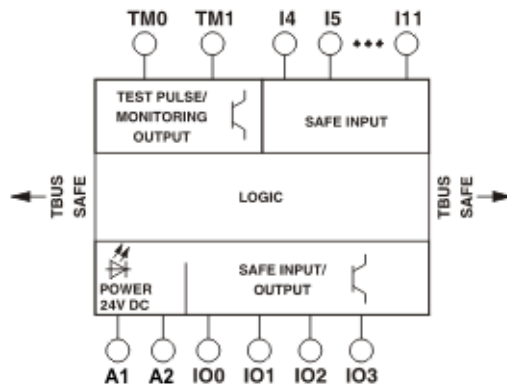 TM0 TM1 I4 I5 ••• I11
TEST PULSE/
MONITORING
OUTPUT
SAFE INPUT
TBUS
SAFE
LOGIC
TBUS
SAFE
POWER
24V DC
SAFE INPUT/
OUTPUT
A1 A2 IO0 IO1 IO2 IO3